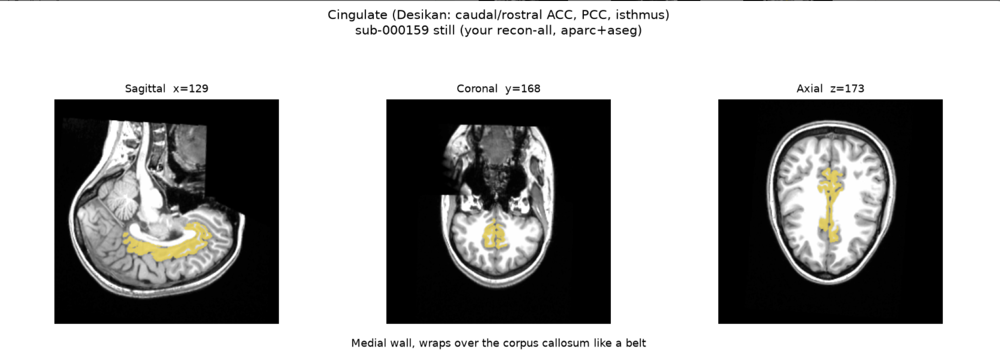 Cingulate (Desikan: caudal/rostral ACC, PCC, isthmus)
sub-000159 still (your recon-all, aparc+aseg)
Sagittal  x=129
Coronal  y=168
Axial  z=173
Medial wall, wraps over the corpus callosum like a belt